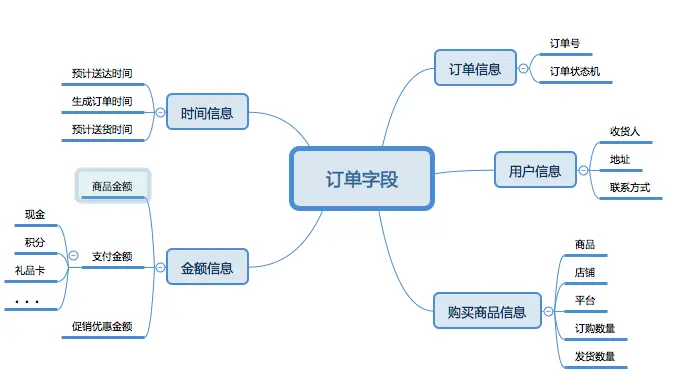 订单字段
订单信息
订单号
订单状态机
用户信息
收货人
地址
联系方式
购买商品信息
商品
店铺
平台
订购数量
发货数量
时间信息
预计送达时间
生成订单时间
预计送货时间
金额信息
商品金额
支付金额
现金
积分
礼品卡
. . .
促销优惠金额